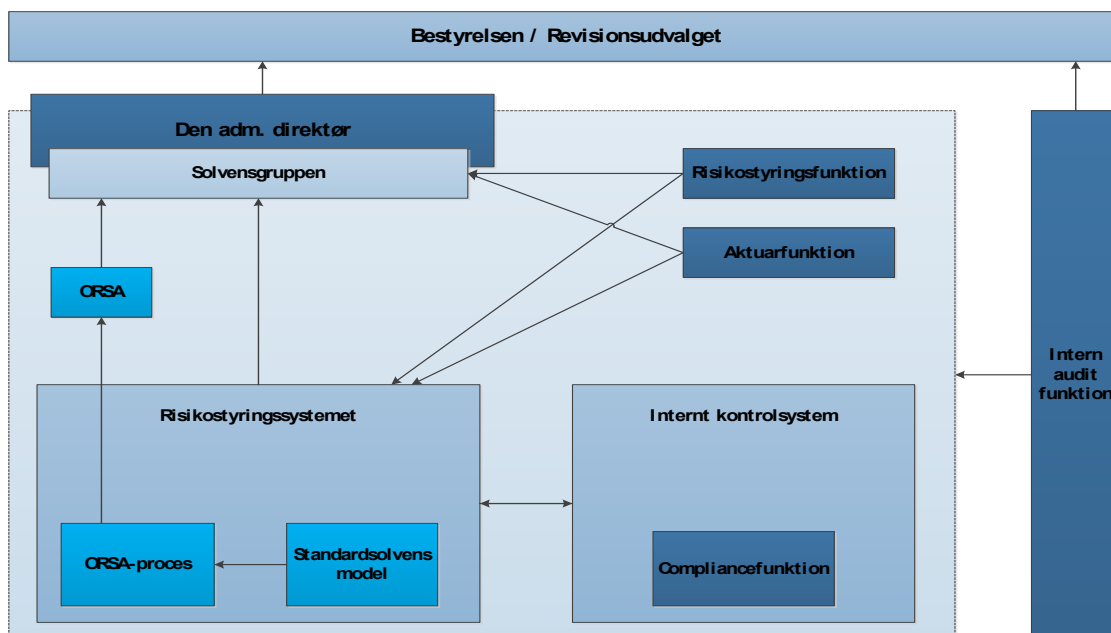 Bestyrelsen / Revisionsudvalget
Den adm. direktør
Solvensgruppen
Risikostyringsfunktion
Aktuarfunktion
ORSA
Intern
audit
funktion
Risikostyringssystemet
Internt kontrolsystem
ORSA-proces
Standardsolvens
model
Compliancefunktion